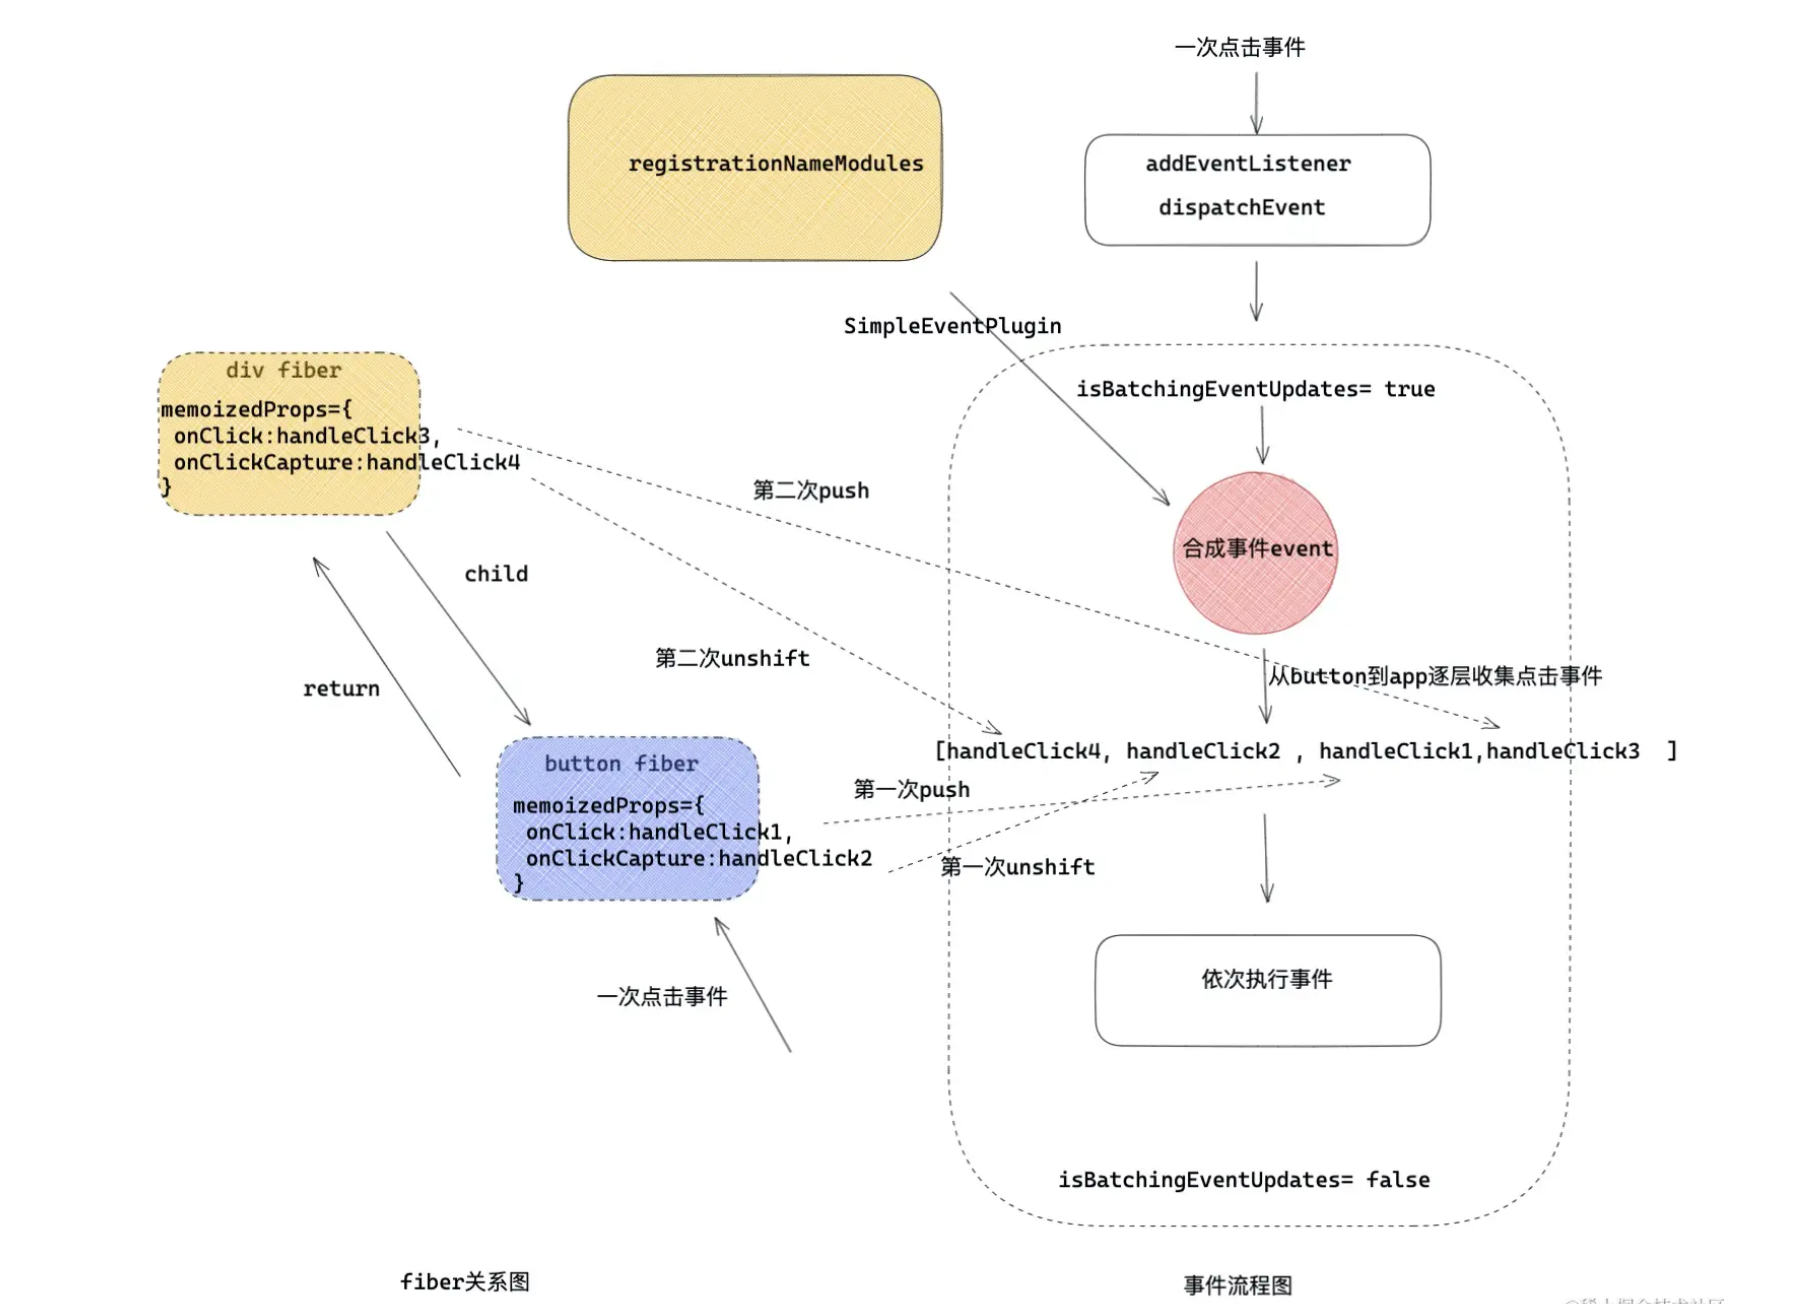 一次点击事件
registrationNameModules
addEventListener
dispatchEvent
SimpleEventPlugin
div fiber
memoizedProps={
onClick:handleClick3,
onClickCapture:handleClick4
}
isBatchingEventUpdates= true
第二次push
合成事件event
child
第二次unshift
从button到app逐层收集点击事件
return
[handleClick4, handleClick2 , handleClick1,handleClick3 ]
button fiber
第一次push
memoizedProps={
onClick:handleClick1,
onClickCapture:handleClick2
}
第一次unshift
一次点击事件
依次执行事件
isBatchingEventUpdates= false
fiber关系图
事件流程图